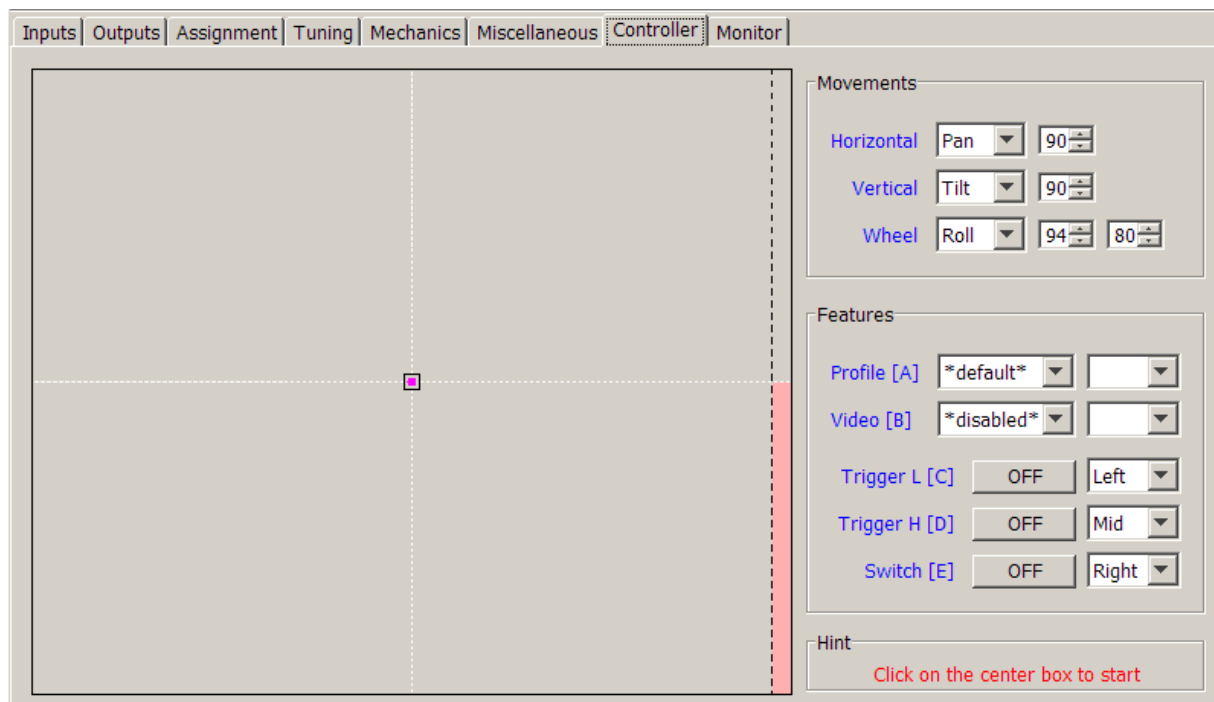 Inputs Outputs Assignment Tuning Mechanics Miscellaneous Controller Monitor
Movements
Horizontal Pan 90
Vertical Tilt 90
Wheel Roll 94 80
Features
Profile [A] *default*
Video [B] *disabled*
Trigger L [C] OFF Left
Trigger H [D] OFF Mid
Switch [E] OFF Right
Hint
Click on the center box to start